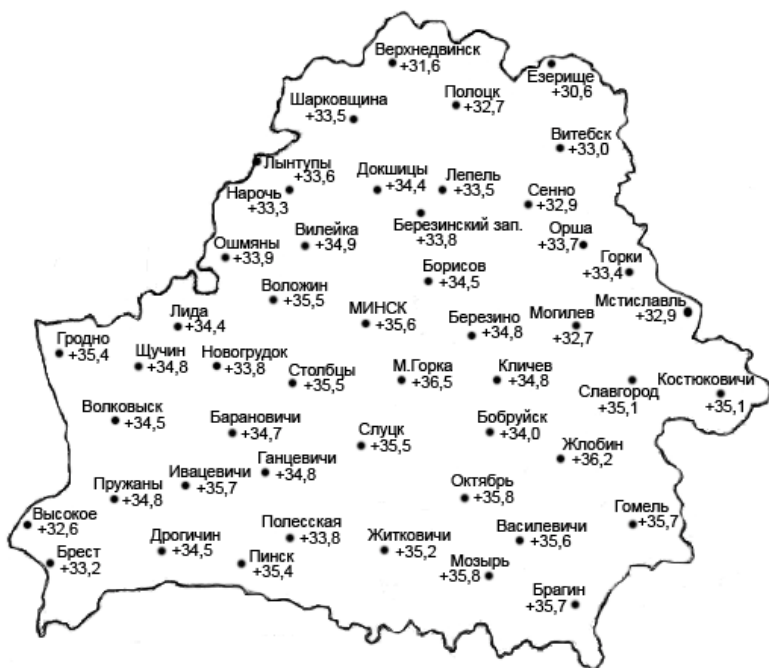 Верхнедвинск
+31,6
Езерище
+30,6
Полоцк
+32,7
Шарковщина
+33,5
Витебск
+33,0
Лынтупы
+33,6
Докшицы
+34,4
Лепель
+33,5
Нарочь
+33,3
Сенно
+32,9
Березинский зап.
+33,8
Вилейка
+34,9
Орша
+33,7
Ошмяны
+33,9
Борисов
+34,5
Горки
+33,4
Воложин
+35,5
Мстиславль
+32,9
Лида
+34,4
МИНСК
+35,6
Березино
+34,8
Могилев
+32,7
Гродно
+35,4
Щучин
+34,8
Новогрудок
+33,8
Столбцы
+35,5
М.Горка
+36,5
Кличев
+34,8
Славгород
+35,1
Костюковичи
+35,1
Волковыск
+34,5
Барановичи
+34,7
Слуцк
+35,5
Бобруйск
+34,0
Жлобин
+36,2
Ганцевичи
+34,8
Ивацевичи
+35,7
Пружаны
+34,8
Октябрь
+35,8
Высокое
+32,6
Гомель
+35,7
Полесская
+33,8
Василевичи
+35,6
Брест
+33,2
Дрогичин
+34,5
Пинск
+35,4
Житковичи
+35,2
Мозырь
+35,8
Брагин
+35,7